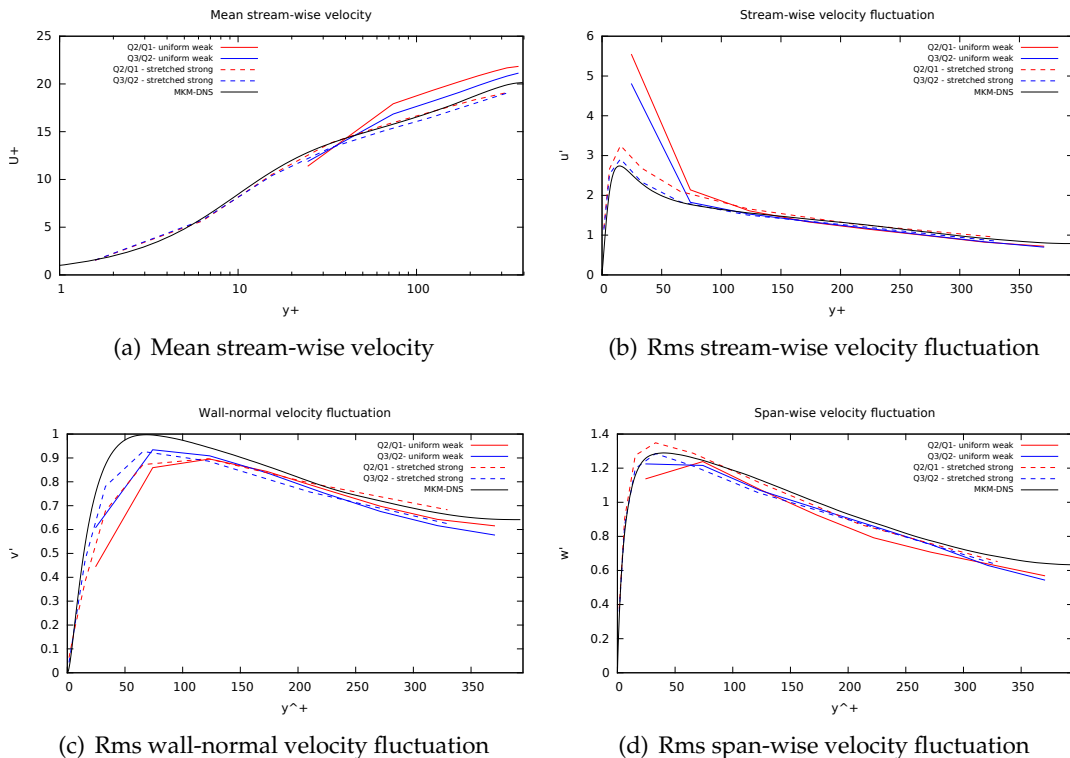 Mean stream-wise velocity
25
20
15
10
5
0
1
10
100
U+
y+
Q2/Q1- uniform weak
Q3/Q2- uniform weak
Q2/Q1 - stretched strong
Q3/Q2 - stretched strong
MKM-DNS
(a) Mean stream-wise velocity
Stream-wise velocity fluctuation
6
5
4
3
2
1
0
0
50
100
150
200
250
300
350
u'
y+
Q2/Q1- uniform weak
Q3/Q2- uniform weak
Q2/Q1 - stretched strong
Q3/Q2 - stretched strong
MKM-DNS
(b) Rms stream-wise velocity fluctuation
Wall-normal velocity fluctuation
1
0.9
0.8
0.7
0.6
0.5
0.4
0.3
0.2
0.1
0
0
50
100
150
200
250
300
350
v'
y^+
Q2/Q1- uniform weak
Q3/Q2- uniform weak
Q2/Q1 - stretched strong
Q3/Q2 - stretched strong
MKM-DNS
(c) Rms wall-normal velocity fluctuation
Span-wise velocity fluctuation
1.4
1.2
1
0.8
0.6
0.4
0.2
0
0
50
100
150
200
250
300
350
w'
y^+
Q2/Q1- uniform weak
Q3/Q2- uniform weak
Q2/Q1 - stretched strong
Q3/Q2 - stretched strong
MKM-DNS
(d) Rms span-wise velocity fluctuation